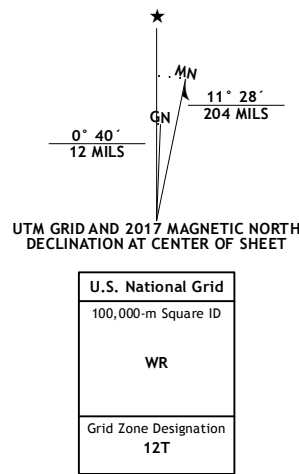 ★
MN
GN
11° 28´
204 MILS
0° 40´
12 MILS
UTM GRID AND 2017 MAGNETIC NORTH
DECLINATION AT CENTER OF SHEET
U.S. National Grid
100,000-m Square ID
WR
Grid Zone Designation
12T